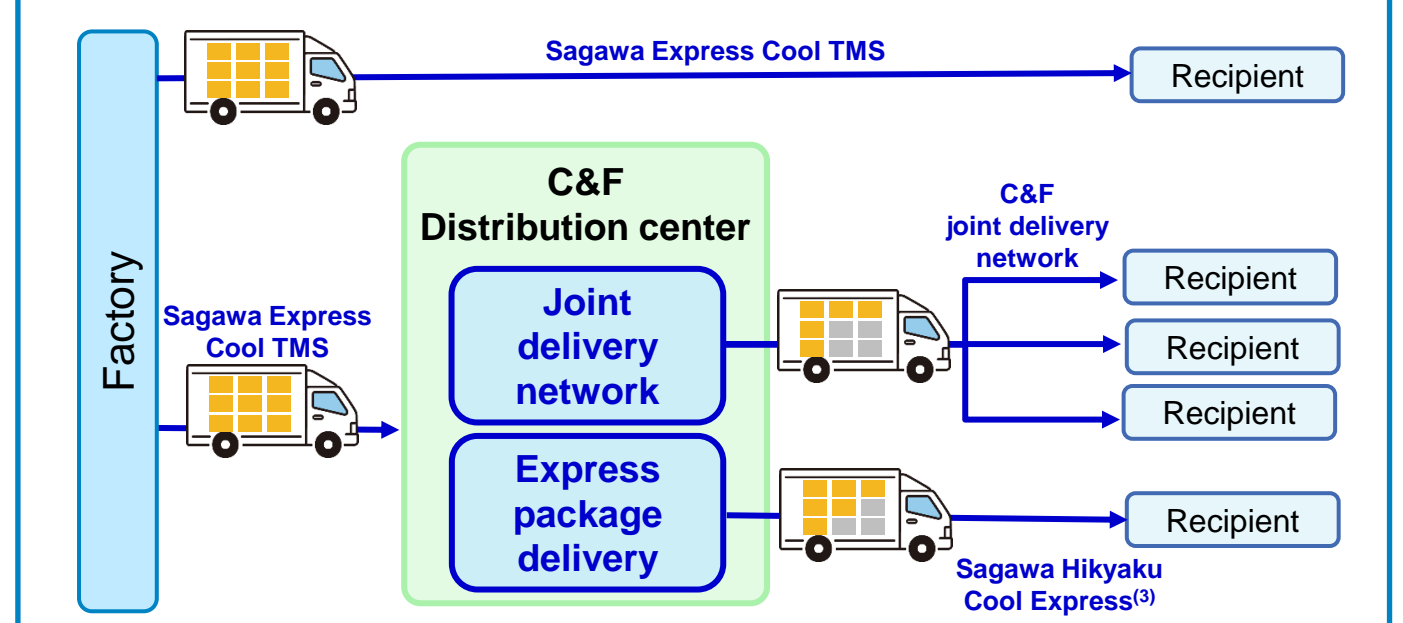 Sagawa Express Cool TMS
Recipient
Factory
Sagawa Express
Cool TMS
C&F
Distribution center
Joint
delivery
network
Express
package
delivery
C&F
joint delivery
network
Recipient
Recipient
Recipient
Recipient
Sagawa Hikyaku
Cool Express(3)